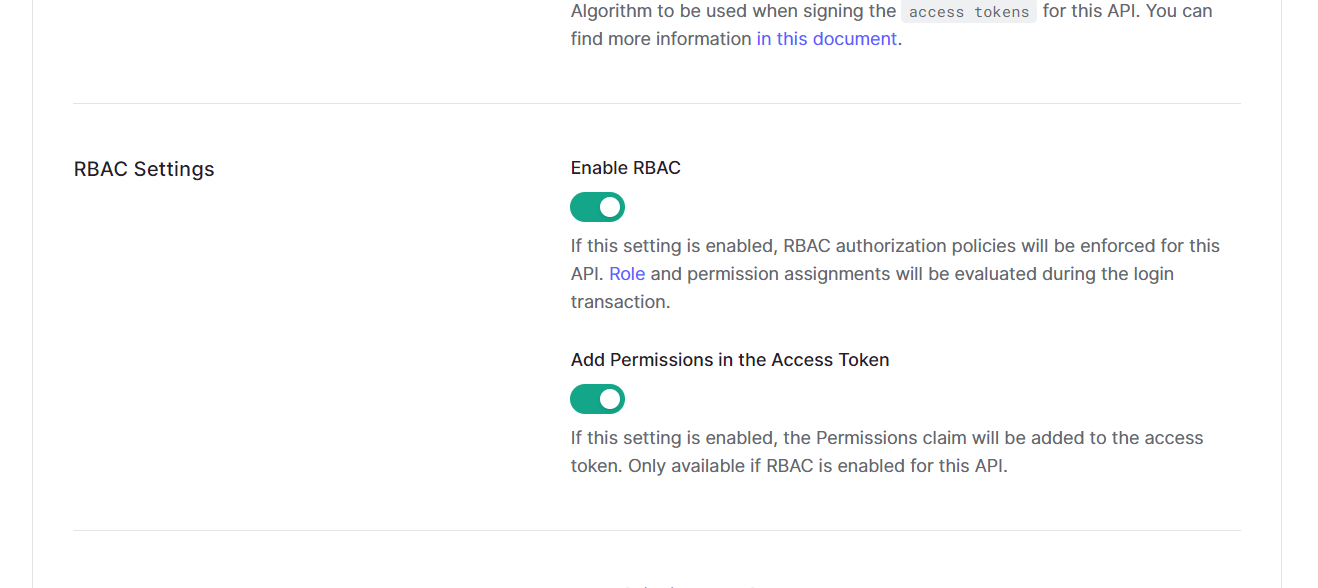 Algorithm to be used when signing the access tokens for this API. You can
find more information in this document.
RBAC Settings
Enable RBAC
If this setting is enabled, RBAC authorization policies will be enforced for this
API. Role and permission assignments will be evaluated during the login
transaction.
Add Permissions in the Access Token
If this setting is enabled, the Permissions claim will be added to the access
token. Only available if RBAC is enabled for this API.